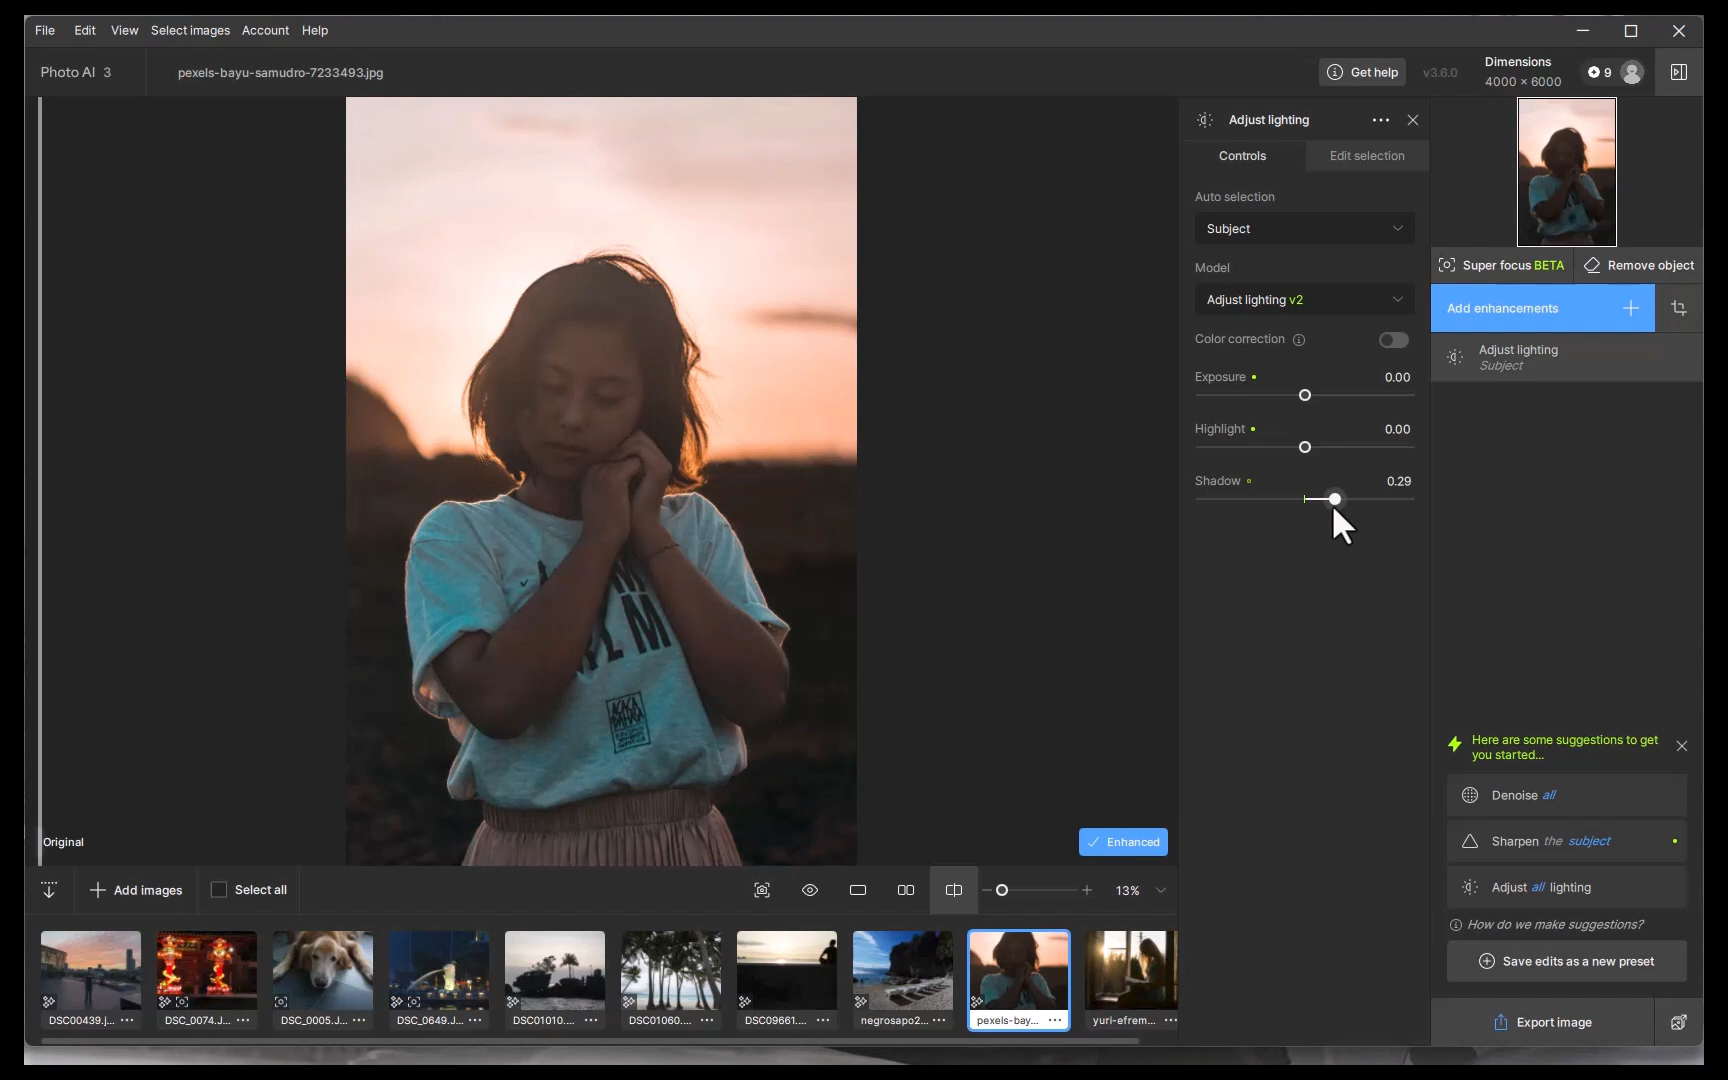 File Edit View Select images Account Help
Photo AI 3 pexels-bayu-samudro-7233493.jpg Get help v3.6.0 Dimensions 4000 × 6000 9
Adjust lighting
Controls Edit selection
Auto selection
Subject
Model
Adjust lighting v2
Color correction
Exposure 0.00
Highlight 0.00
Shadow 0.29
Super focus BETA Remove object
Add enhancements
Adjust lighting
Subject
Here are some suggestions to get
you started...
Denoise all
Sharpen the subject
Adjust all lighting
How do we make suggestions?
Save edits as a new preset
Export image
Original Enhanced
Add images Select all 13%
DSC00439.j... DSC_0074.J... DSC_0005.J... DSC_0649.J... DSC01010.... DSC01060.... DSC09661.... negrosapo2... pexels-bay... yuri-efrem...